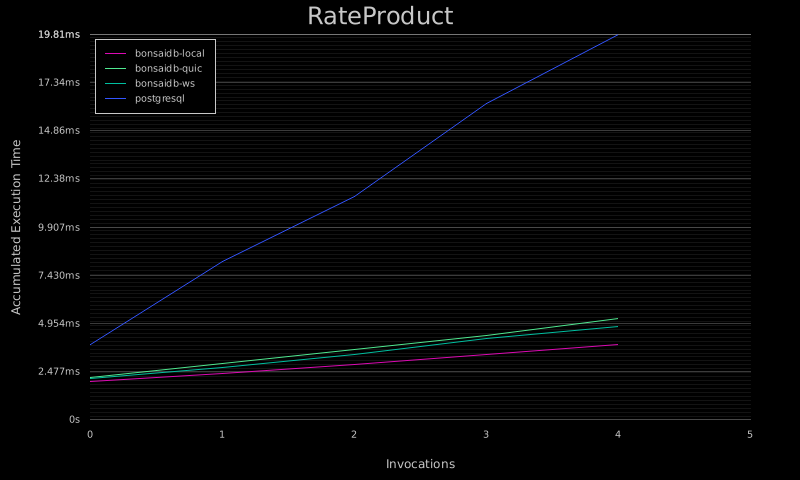 RateProduct
19.81ms
17.34ms
14.86ms
12.38ms
9.907ms
7.430ms
4.954ms
2.477ms
0s
bonsaidb-local
bonsaidb-quic
bonsaidb-ws
postgresql
Accumulated Execution Time
0 1 2 3 4 5
Invocations